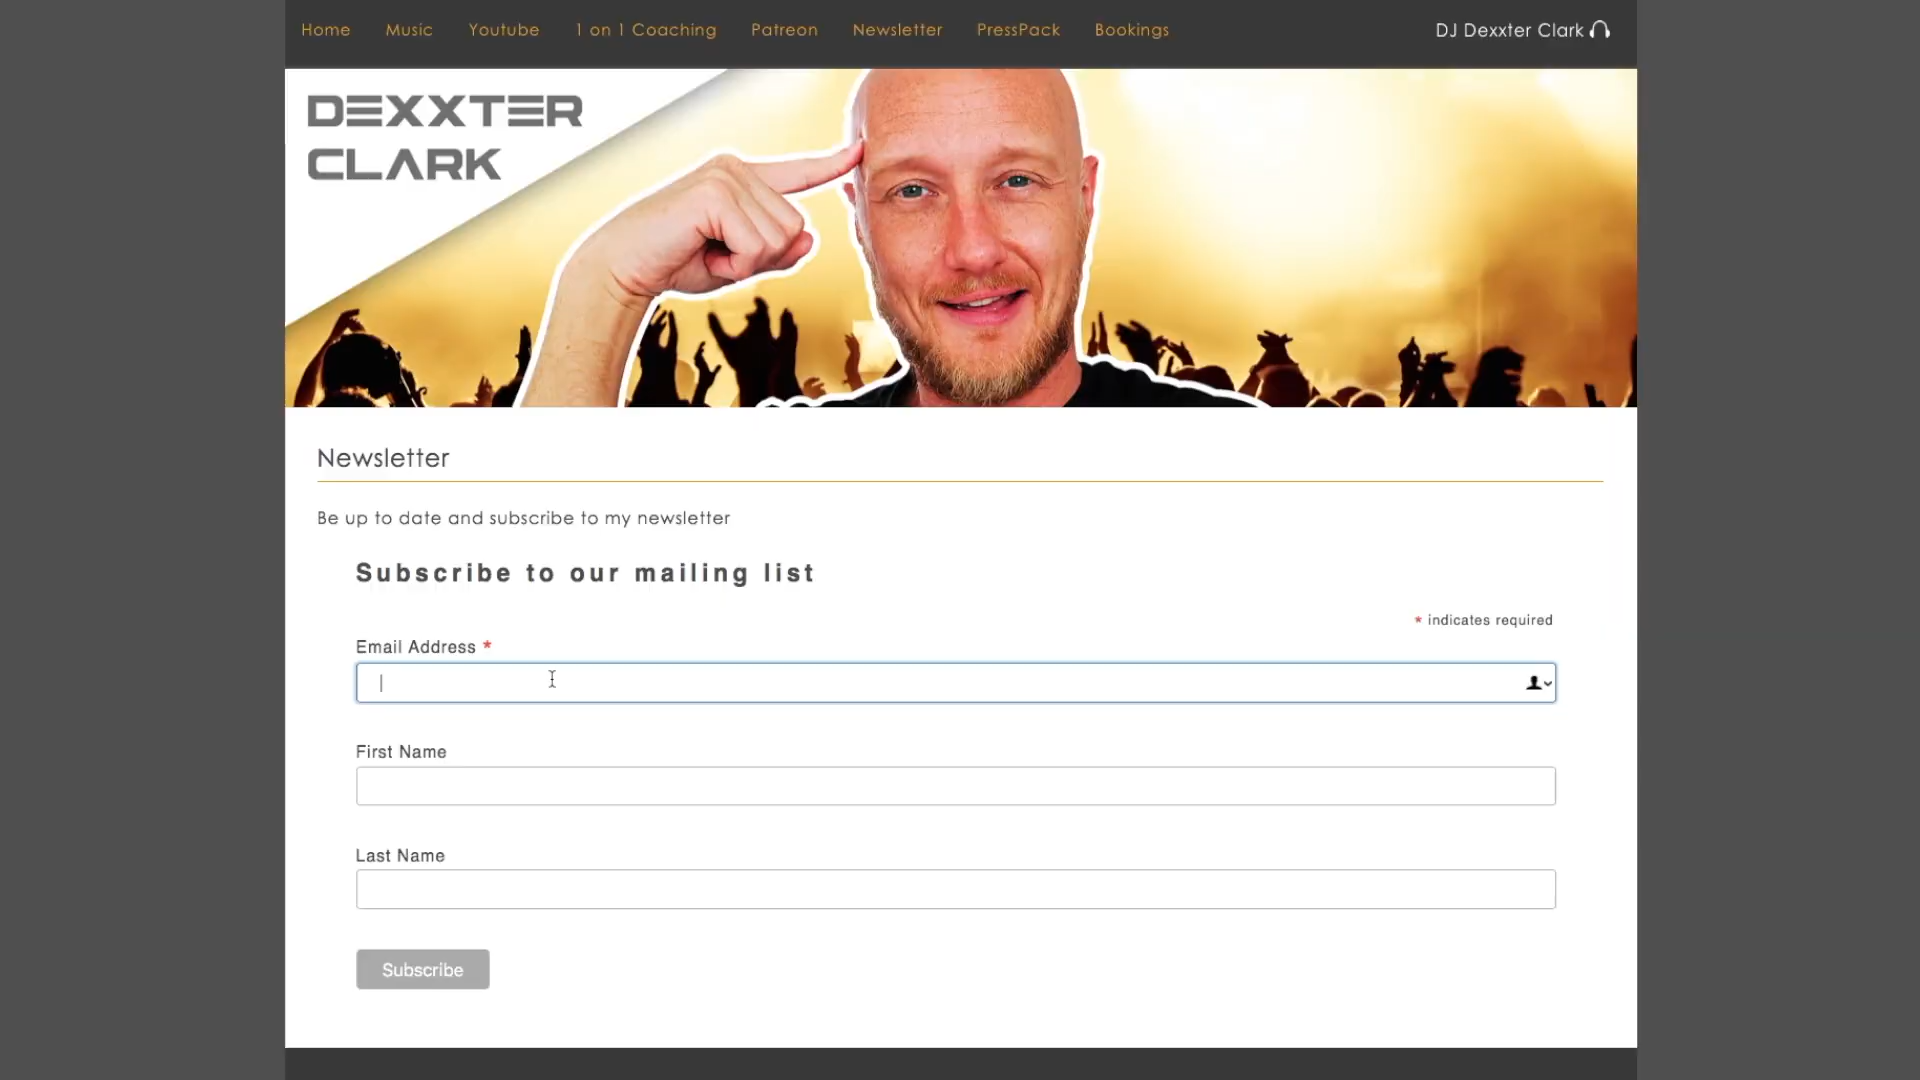 Home Music Youtube 1 on 1 Coaching Patreon Newsletter PressPack Bookings DJ Dexxter Clark
DEXXTER
CLARK
Newsletter
Be up to date and subscribe to my newsletter
Subscribe to our mailing list
* indicates required
Email Address *
First Name
Last Name
Subscribe